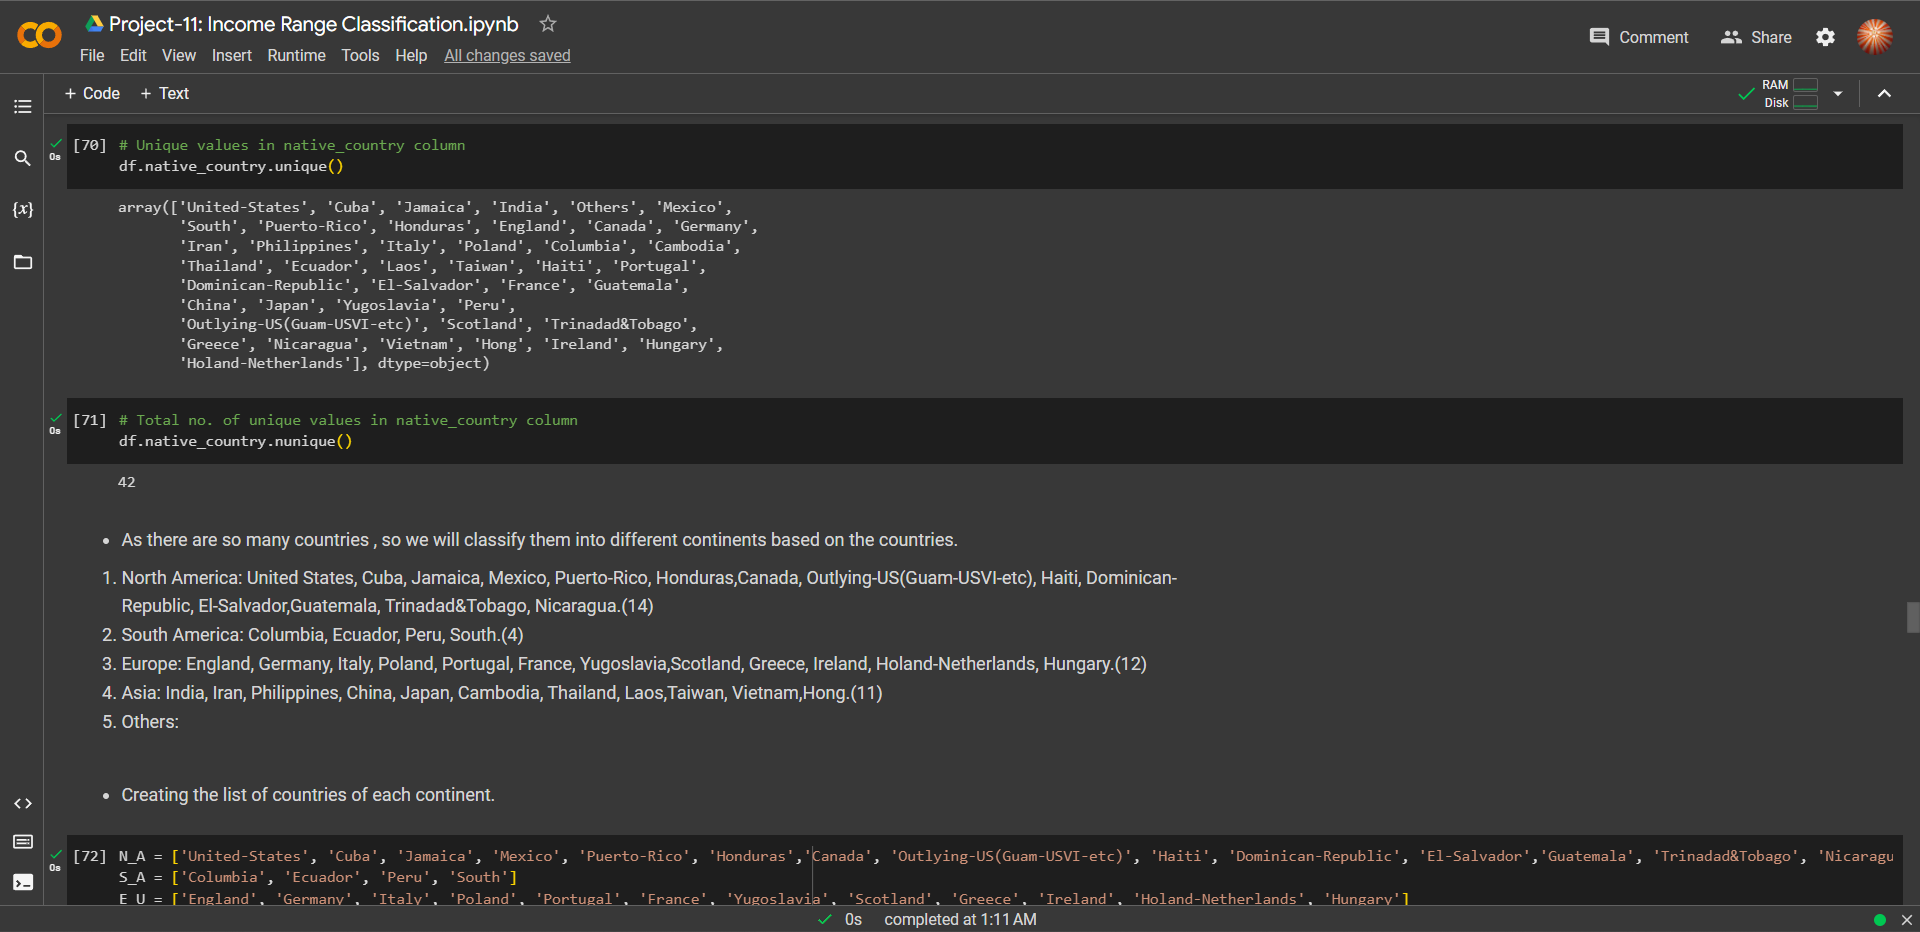 Project-11: Income Range Classification.ipynb
File Edit View Insert Runtime Tools Help All changes saved
Comment Share
+ Code + Text
RAM
Disk
[70] # Unique values in native_country column
0s
df.native_country.unique()
array(['United-States', 'Cuba', 'Jamaica', 'India', 'Others', 'Mexico',
'South', 'Puerto-Rico', 'Honduras', 'England', 'Canada', 'Germany',
'Iran', 'Philippines', 'Italy', 'Poland', 'Columbia', 'Cambodia',
'Thailand', 'Ecuador', 'Laos', 'Taiwan', 'Haiti', 'Portugal',
'Dominican-Republic', 'El-Salvador', 'France', 'Guatemala',
'China', 'Japan', 'Yugoslavia', 'Peru',
'Outlying-US(Guam-USVI-etc)', 'Scotland', 'Trinadad&Tobago',
'Greece', 'Nicaragua', 'Vietnam', 'Hong', 'Ireland', 'Hungary',
'Holand-Netherlands'], dtype=object)
[71] # Total no. of unique values in native_country column
0s
df.native_country.nunique()
42
• As there are so many countries , so we will classify them into different continents based on the countries.
1. North America: United States, Cuba, Jamaica, Mexico, Puerto-Rico, Honduras,Canada, Outlying-US(Guam-USVI-etc), Haiti, Dominican-
Republic, El-Salvador,Guatemala, Trinadad&Tobago, Nicaragua.(14)
2. South America: Columbia, Ecuador, Peru, South.(4)
3. Europe: England, Germany, Italy, Poland, Portugal, France, Yugoslavia,Scotland, Greece, Ireland, Holand-Netherlands, Hungary.(12)
4. Asia: India, Iran, Philippines, China, Japan, Cambodia, Thailand, Laos,Taiwan, Vietnam,Hong.(11)
5. Others:
• Creating the list of countries of each continent.
[72] N_A = ['United-States', 'Cuba', 'Jamaica', 'Mexico', 'Puerto-Rico', 'Honduras','Canada', 'Outlying-US(Guam-USVI-etc)', 'Haiti', 'Dominican-Republic', 'El-Salvador','Guatemala', 'Trinadad&Tobago', 'Nicaragu
0s
S_A = ['Columbia', 'Ecuador', 'Peru', 'South']
E_U = ['England', 'Germany', 'Italy', 'Poland', 'Portugal', 'France', 'Yugoslavia', 'Scotland', 'Greece', 'Ireland', 'Holand-Netherlands', 'Hungary']
0s completed at 1:11 AM